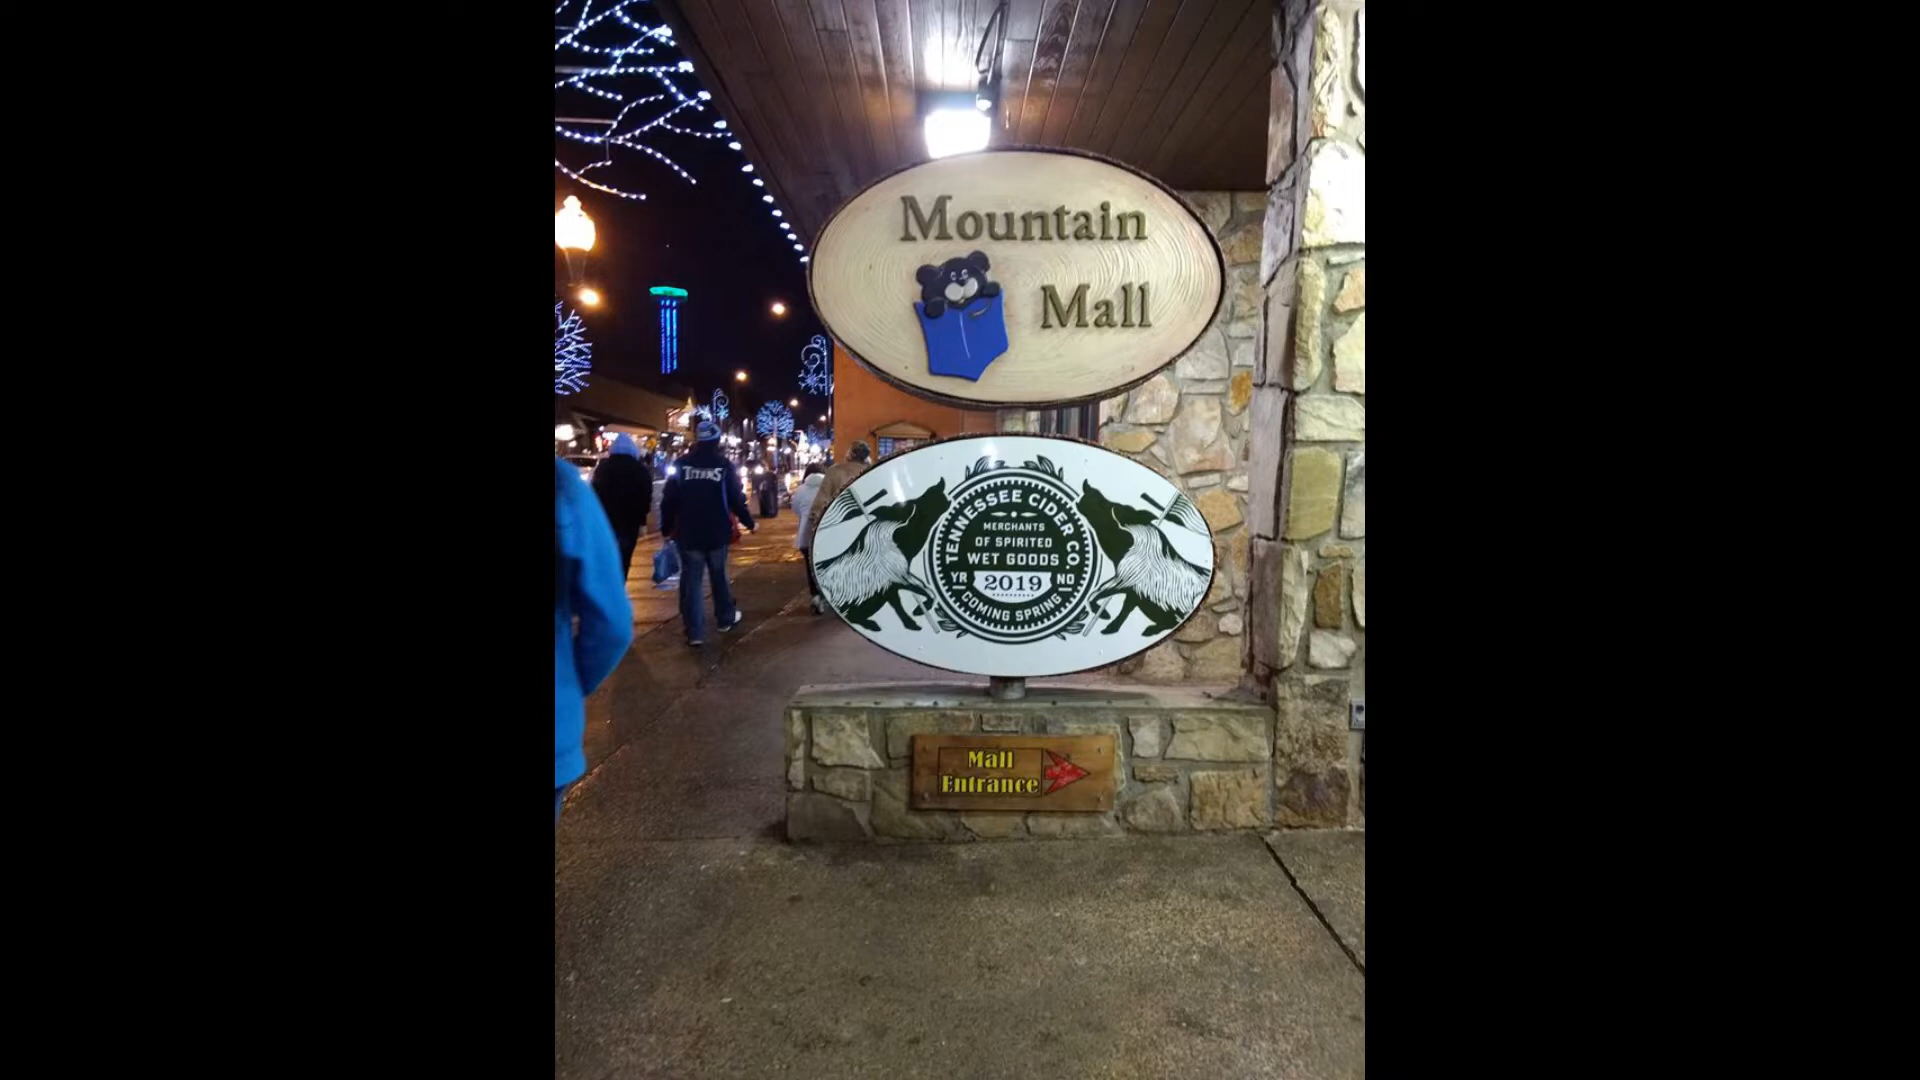 Mountain
Mall
TITANS
TENNESSEE CIDER CO.
MERCHANTS
OF SPIRITED
WET GOODS
YR 2019 NO
COMING SPRING
Mall
Entrance